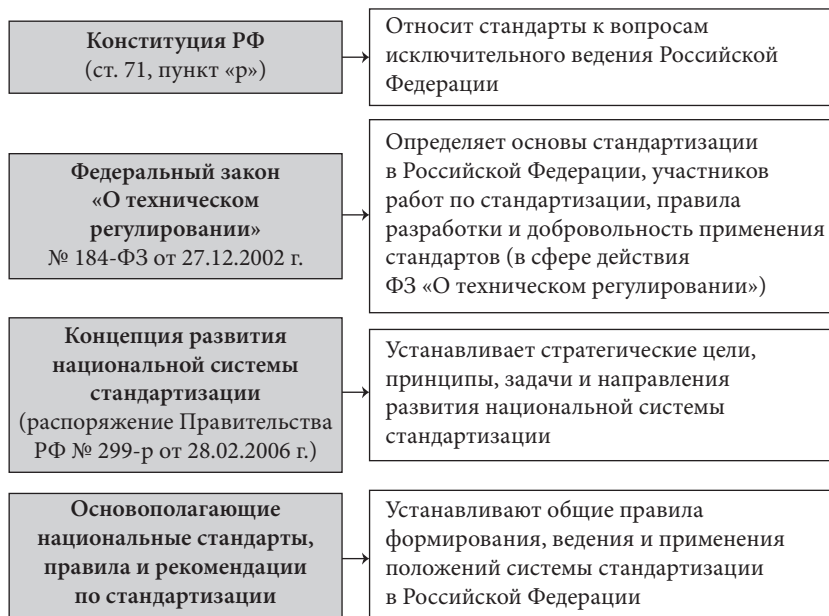 Конституция РФ
(ст. 71, пункт «р»)
Относит стандарты к вопросам
исключительного ведения Российской
Федерации
Федеральный закон
«О техническом
регулировании»
№ 184-ФЗ от 27.12.2002 г.
Определяет основы стандартизации
в Российской Федерации, участников
работ по стандартизации, правила
разработки и добровольность применения
стандартов (в сфере действия
ФЗ «О техническом регулировании»)
Концепция развития
национальной системы
стандартизации
(распоряжение Правительства
РФ № 299-р от 28.02.2006 г.)
Устанавливает стратегические цели,
принципы, задачи и направления
развития национальной системы
стандартизации
Основополагающие
национальные стандарты,
правила и рекомендации
по стандартизации
Устанавливают общие правила
формирования, ведения и применения
положений системы стандартизации
в Российской Федерации